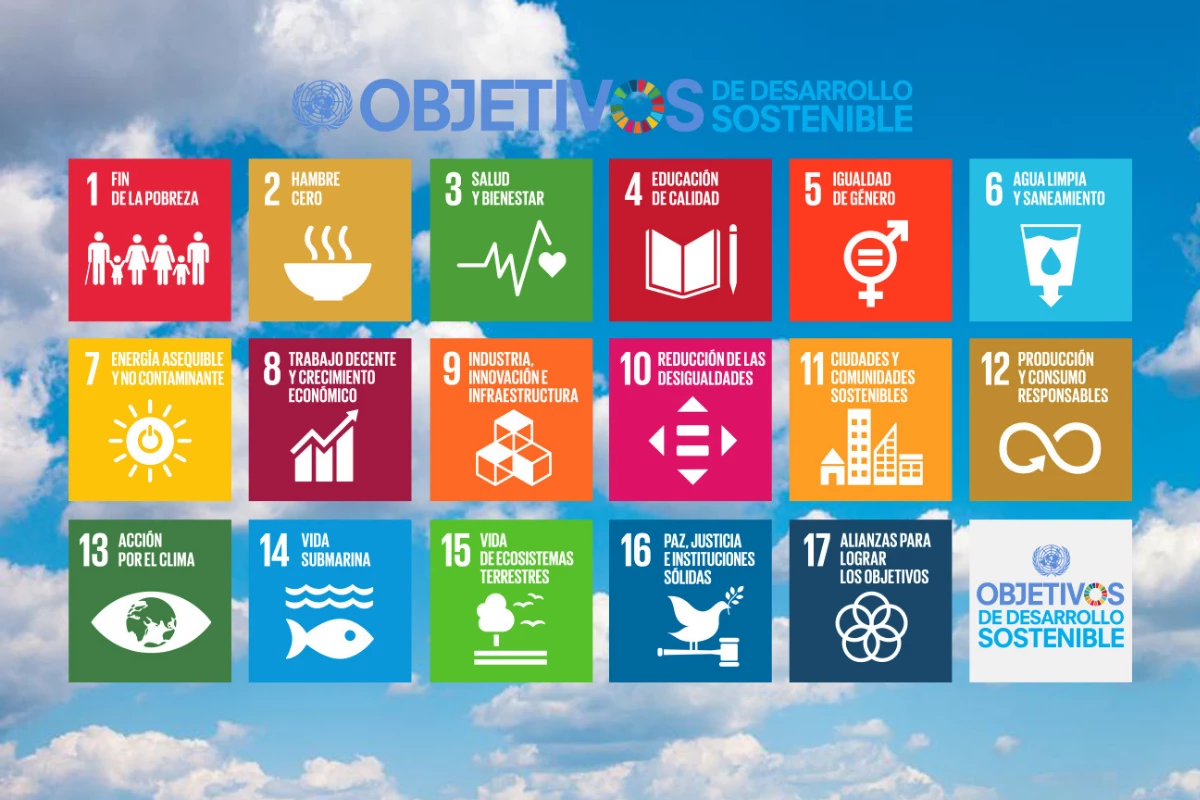 OBJETIVOS
DE DESARROLLO
SOSTENIBLE
1 FIN
DE LA POBREZA
2 HAMBRE
CERO
3 SALUD
Y BIENESTAR
4 EDUCACIÓN
DE CALIDAD
5 IGUALDAD
DE GÉNERO
6 AGUA LIMPIA
Y SANEAMIENTO
7 ENERGÍA ASEQUIBLE
Y NO CONTAMINANTE
8 TRABAJO DECENTE
Y CRECIMIENTO
ECONÓMICO
9 INDUSTRIA,
INNOVACIÓN E
INFRAESTRUCTURA
10 REDUCCIÓN DE LAS
DESIGUALDADES
11 CIUDADES Y
COMUNIDADES
SOSTENIBLES
12 PRODUCCIÓN
Y CONSUMO
RESPONSABLES
13 ACCIÓN
POR EL CLIMA
14 VIDA
SUBMARINA
15 VIDA
DE ECOSISTEMAS
TERRESTRES
16 PAZ, JUSTICIA
E INSTITUCIONES
SÓLIDAS
17 ALIANZAS PARA
LOGRAR
LOS OBJETIVOS
OBJETIVOS
DE DESARROLLO
SOSTENIBLE